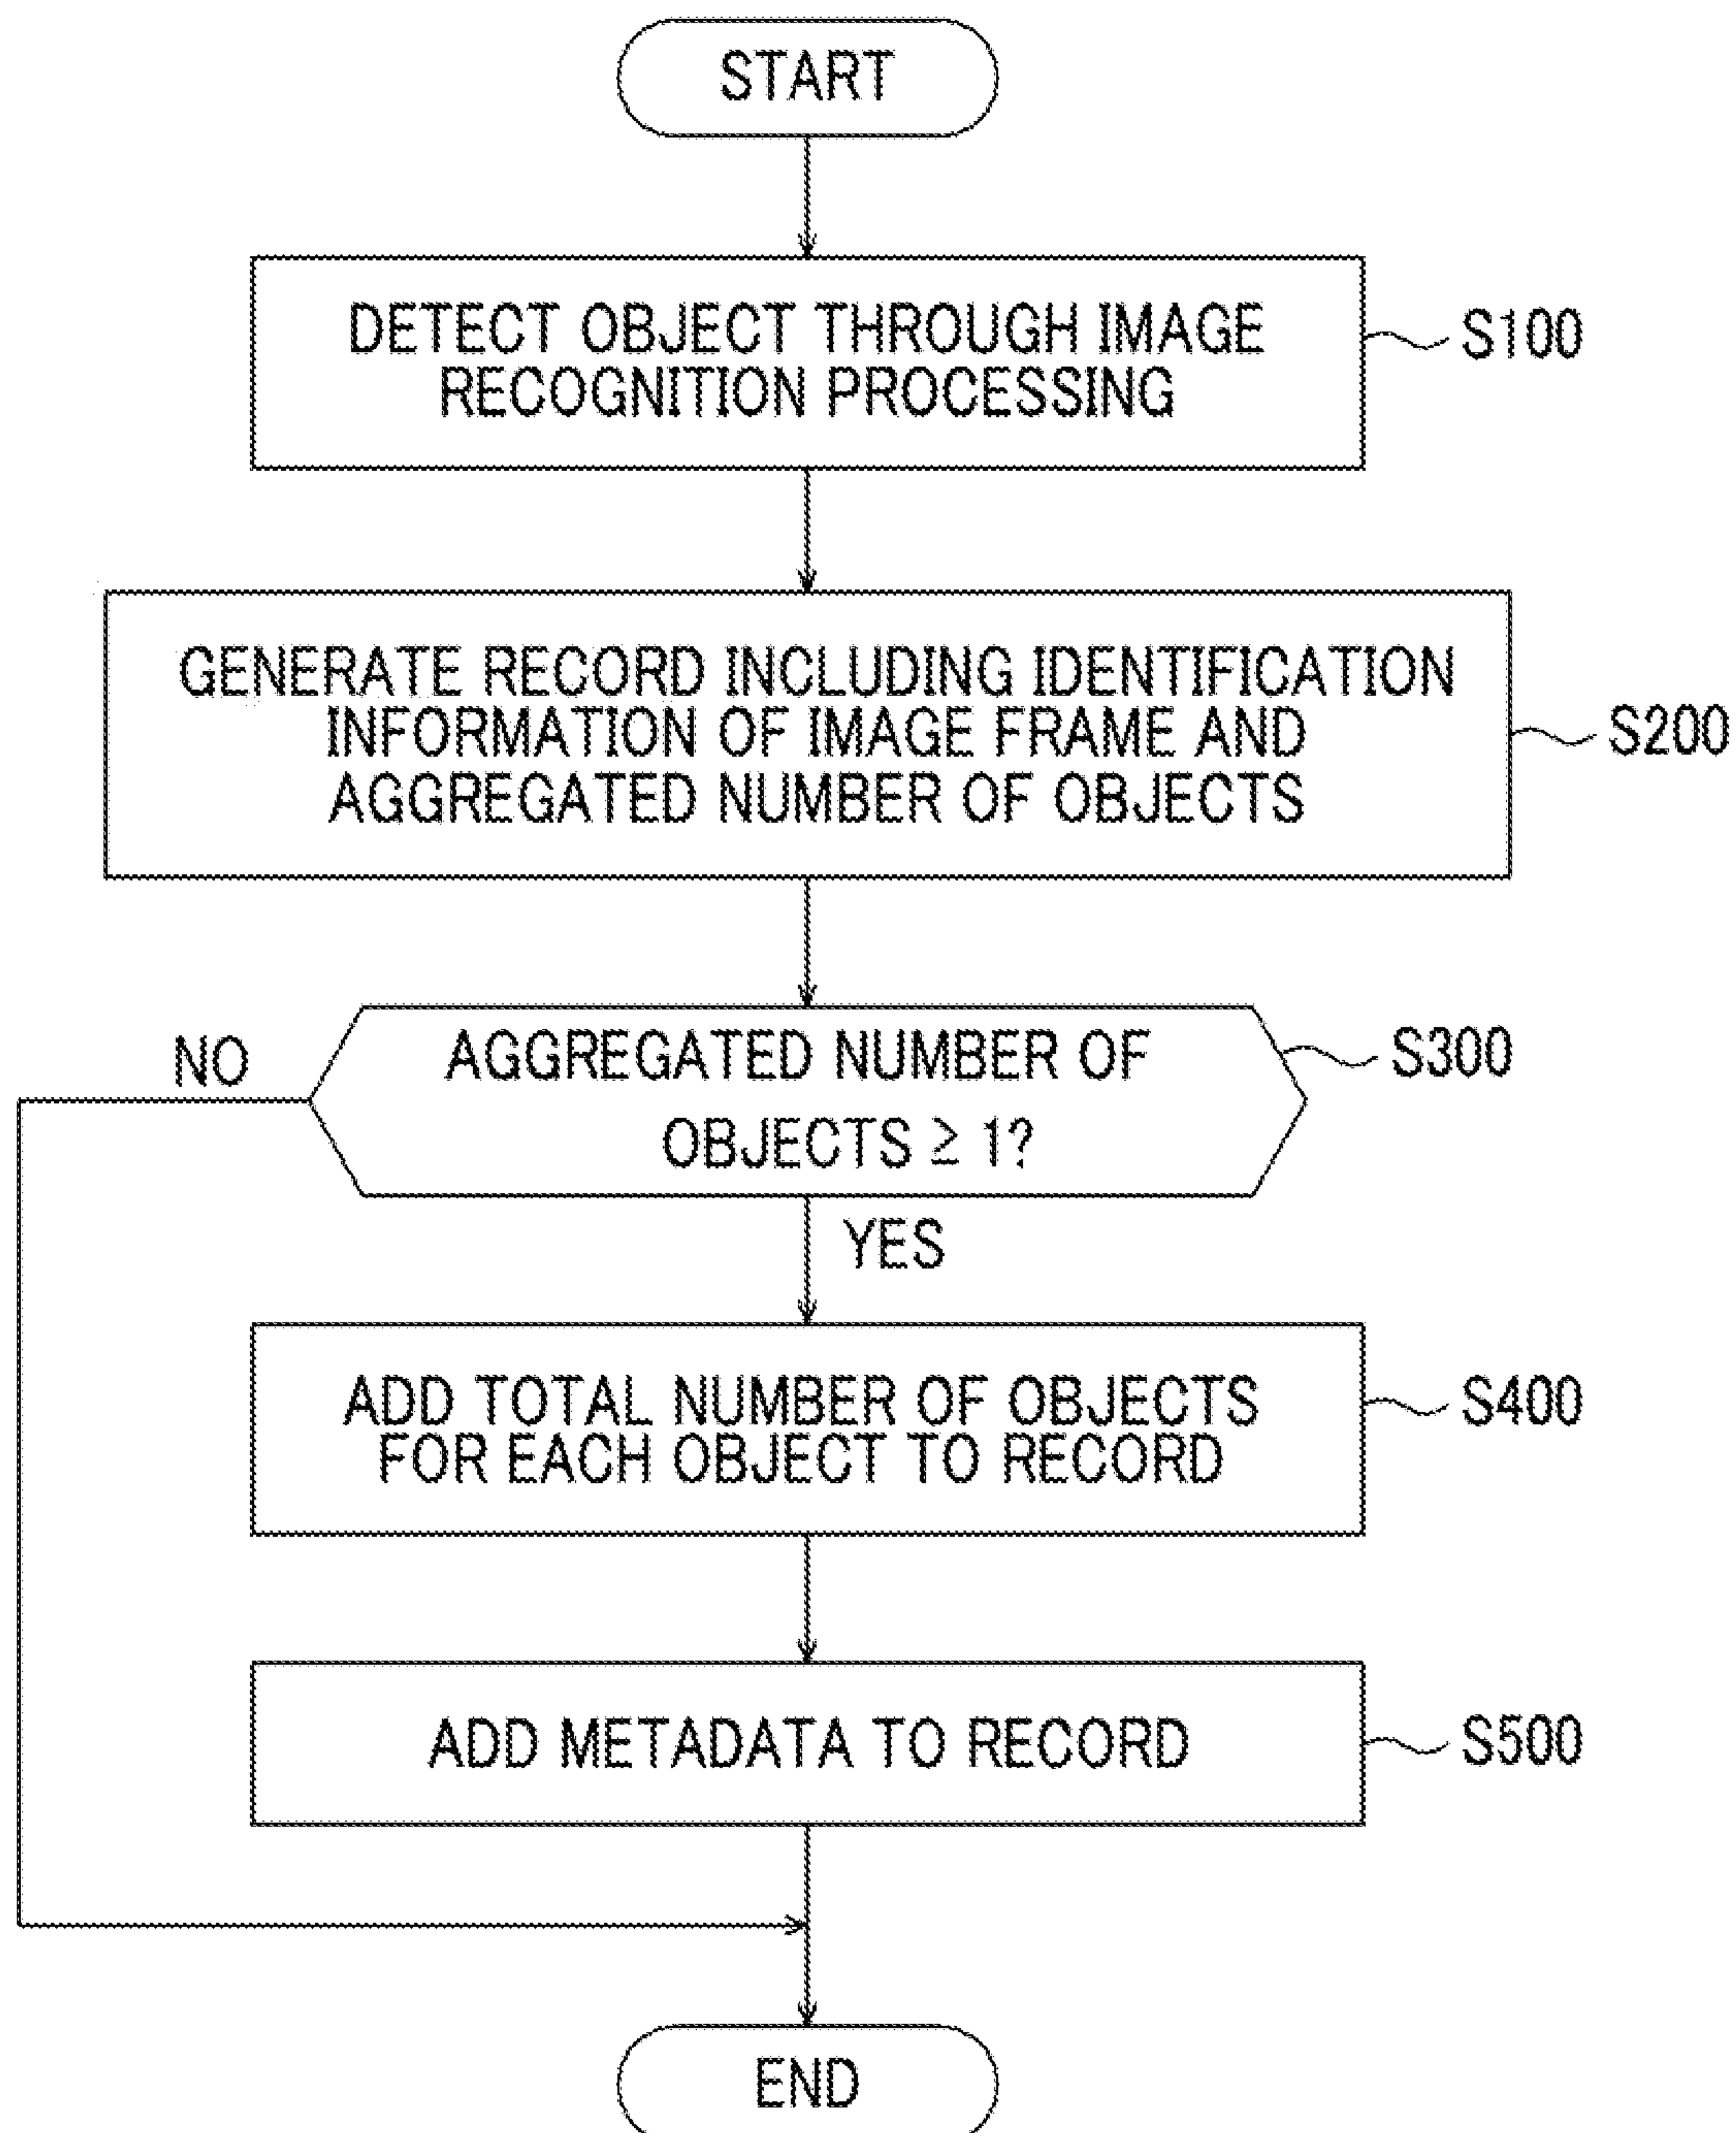 START
DETECT OBJECT THROUGH IMAGE
RECOGNITION PROCESSING
S100
GENERATE RECORD INCLUDING IDENTIFICATION
INFORMATION OF IMAGE FRAME AND
AGGREGATED NUMBER OF OBJECTS
S200
NO
AGGREGATED NUMBER OF
OBJECTS ≧ 1?
S300
YES
ADD TOTAL NUMBER OF OBJECTS
FOR EACH OBJECT TO RECORD
S400
ADD METADATA TO RECORD
S500
END